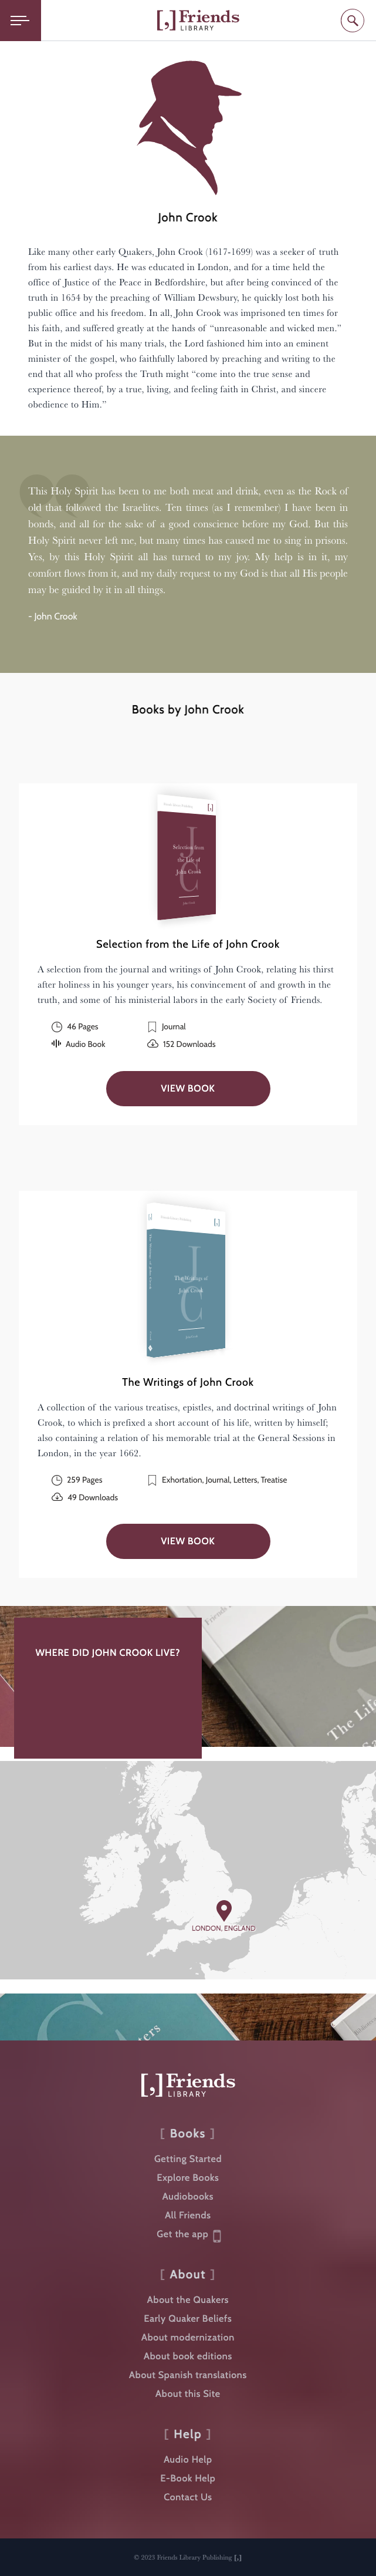 [,] Friends
LIBRARY
John Crook
Like many other early Quakers, John Crook (1617-1699) was a seeker of truth
from his earliest days. He was educated in London, and for a time held the
office of Justice of the Peace in Bedfordshire, but after being convinced of the
truth in 1654 by the preaching of William Dewsbury, he quickly lost both his
public office and his freedom. In all, John Crook was imprisoned ten times for
his faith, and suffered greatly at the hands of “unreasonable and wicked men.”
But in the midst of his many trials, the Lord fashioned him into an eminent
minister of the gospel, who faithfully labored by preaching and writing to the
end that all who profess the Truth might “come into the true sense and
experience thereof, by a true, living, and feeling faith in Christ, and sincere
obedience to Him.”
This Holy Spirit has been to me both meat and drink, even as the Rock of
old that followed the Israelites. Ten times (as I remember) I have been in
bonds, and all for the sake of a good conscience before my God. But this
Holy Spirit never left me, but many times has caused me to sing in prisons.
Yes, by this Holy Spirit all has turned to my joy. My help is in it, my
comfort flows from it, and my daily request to my God is that all His people
may be guided by it in all things.
- John Crook
Books by John Crook
[,]
J
C
Selection from
the Life of
John Crook
Selection from the Life of John Crook
A selection from the journal and writings of John Crook, relating his thirst
after holiness in his younger years, his convincement of and growth in the
truth, and some of his ministerial labors in the early Society of Friends.
46 Pages
Journal
Audio Book
152 Downloads
VIEW BOOK
[,]
J
C
The Writings of
John Crook
The Writings of John Crook
A collection of the various treatises, epistles, and doctrinal writings of John
Crook, to which is prefixed a short account of his life, written by himself;
also containing a relation of his memorial trial at the General Sessions in
London, in the year 1662.
259 Pages
Exhortation, Journal, Letters, Treatise
49 Downloads
VIEW BOOK
WHERE DID JOHN CROOK LIVE?
The Life
LONDON, ENGLAND
[,] Friends
LIBRARY
[ Books ]
Getting Started
Explore Books
Audiobooks
All Friends
Get the app
[ About ]
About the Quakers
Early Quaker Beliefs
About modernization
About book editions
About Spanish translations
About this Site
[ Help ]
Audio Help
E-Book Help
Contact Us
© 2025 Friends Library Publishing [,]